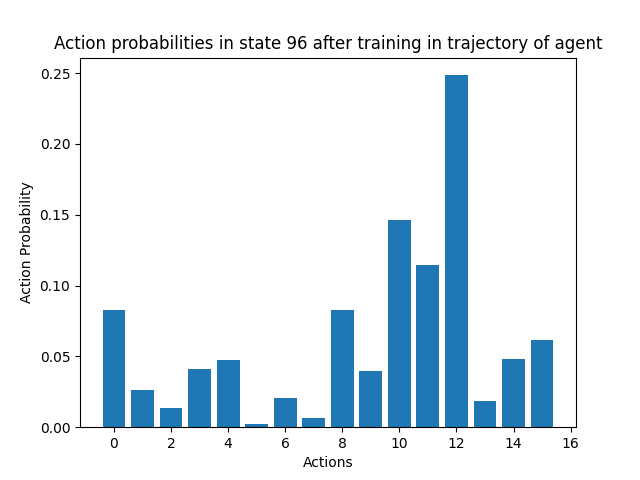 Action probabilities in state 96 after training in trajectory of agent
0.25
0.20
0.15
0.10
0.05
0.00
Action Probability
0 2 4 6 8 10 12 14 16
Actions